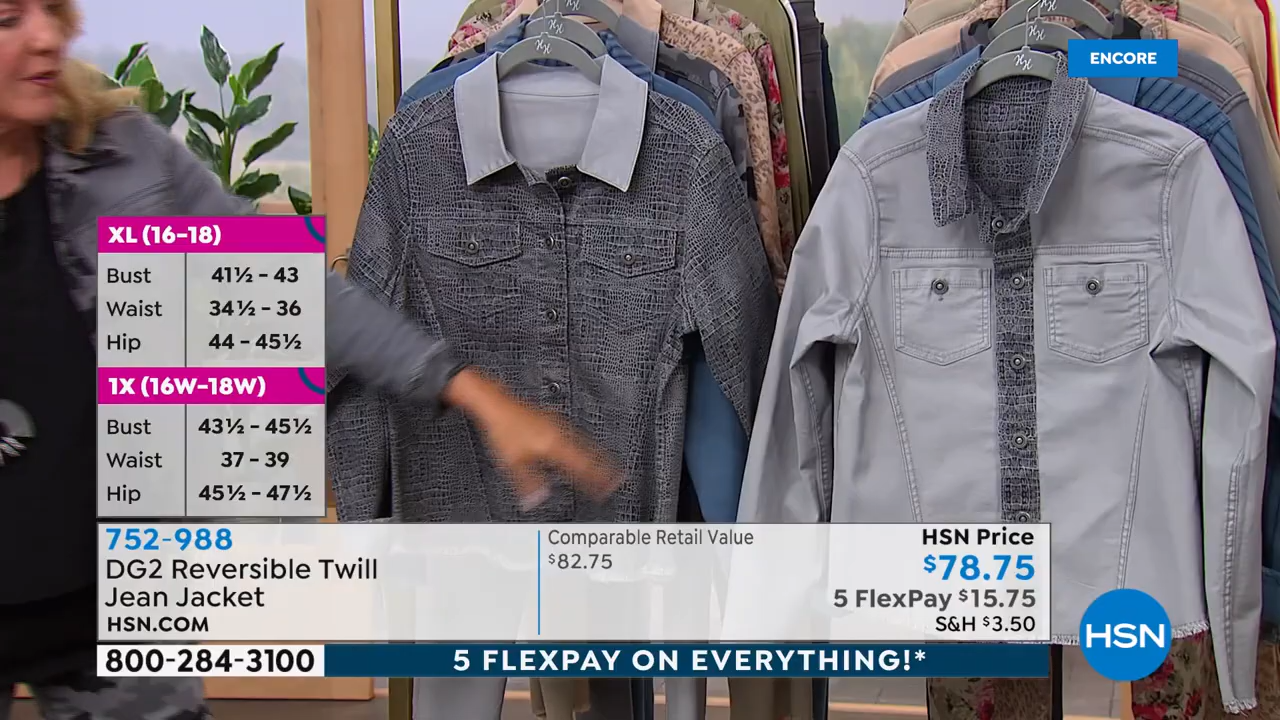 ENCORE
XL (16–18)
Bust 41½ – 43
Waist 34½ – 36
Hip 44 – 45½
1X (16W–18W)
Bust 43½ – 45½
Waist 37 – 39
Hip 45½ – 47½
752-988
DG2 Reversible Twill
Jean Jacket
HSN.COM
Comparable Retail Value
$82.75
HSN Price
$78.75
5 FlexPay $15.75
S&H $3.50
HSN
800-284-3100
5 FLEXPAY ON EVERYTHING!*